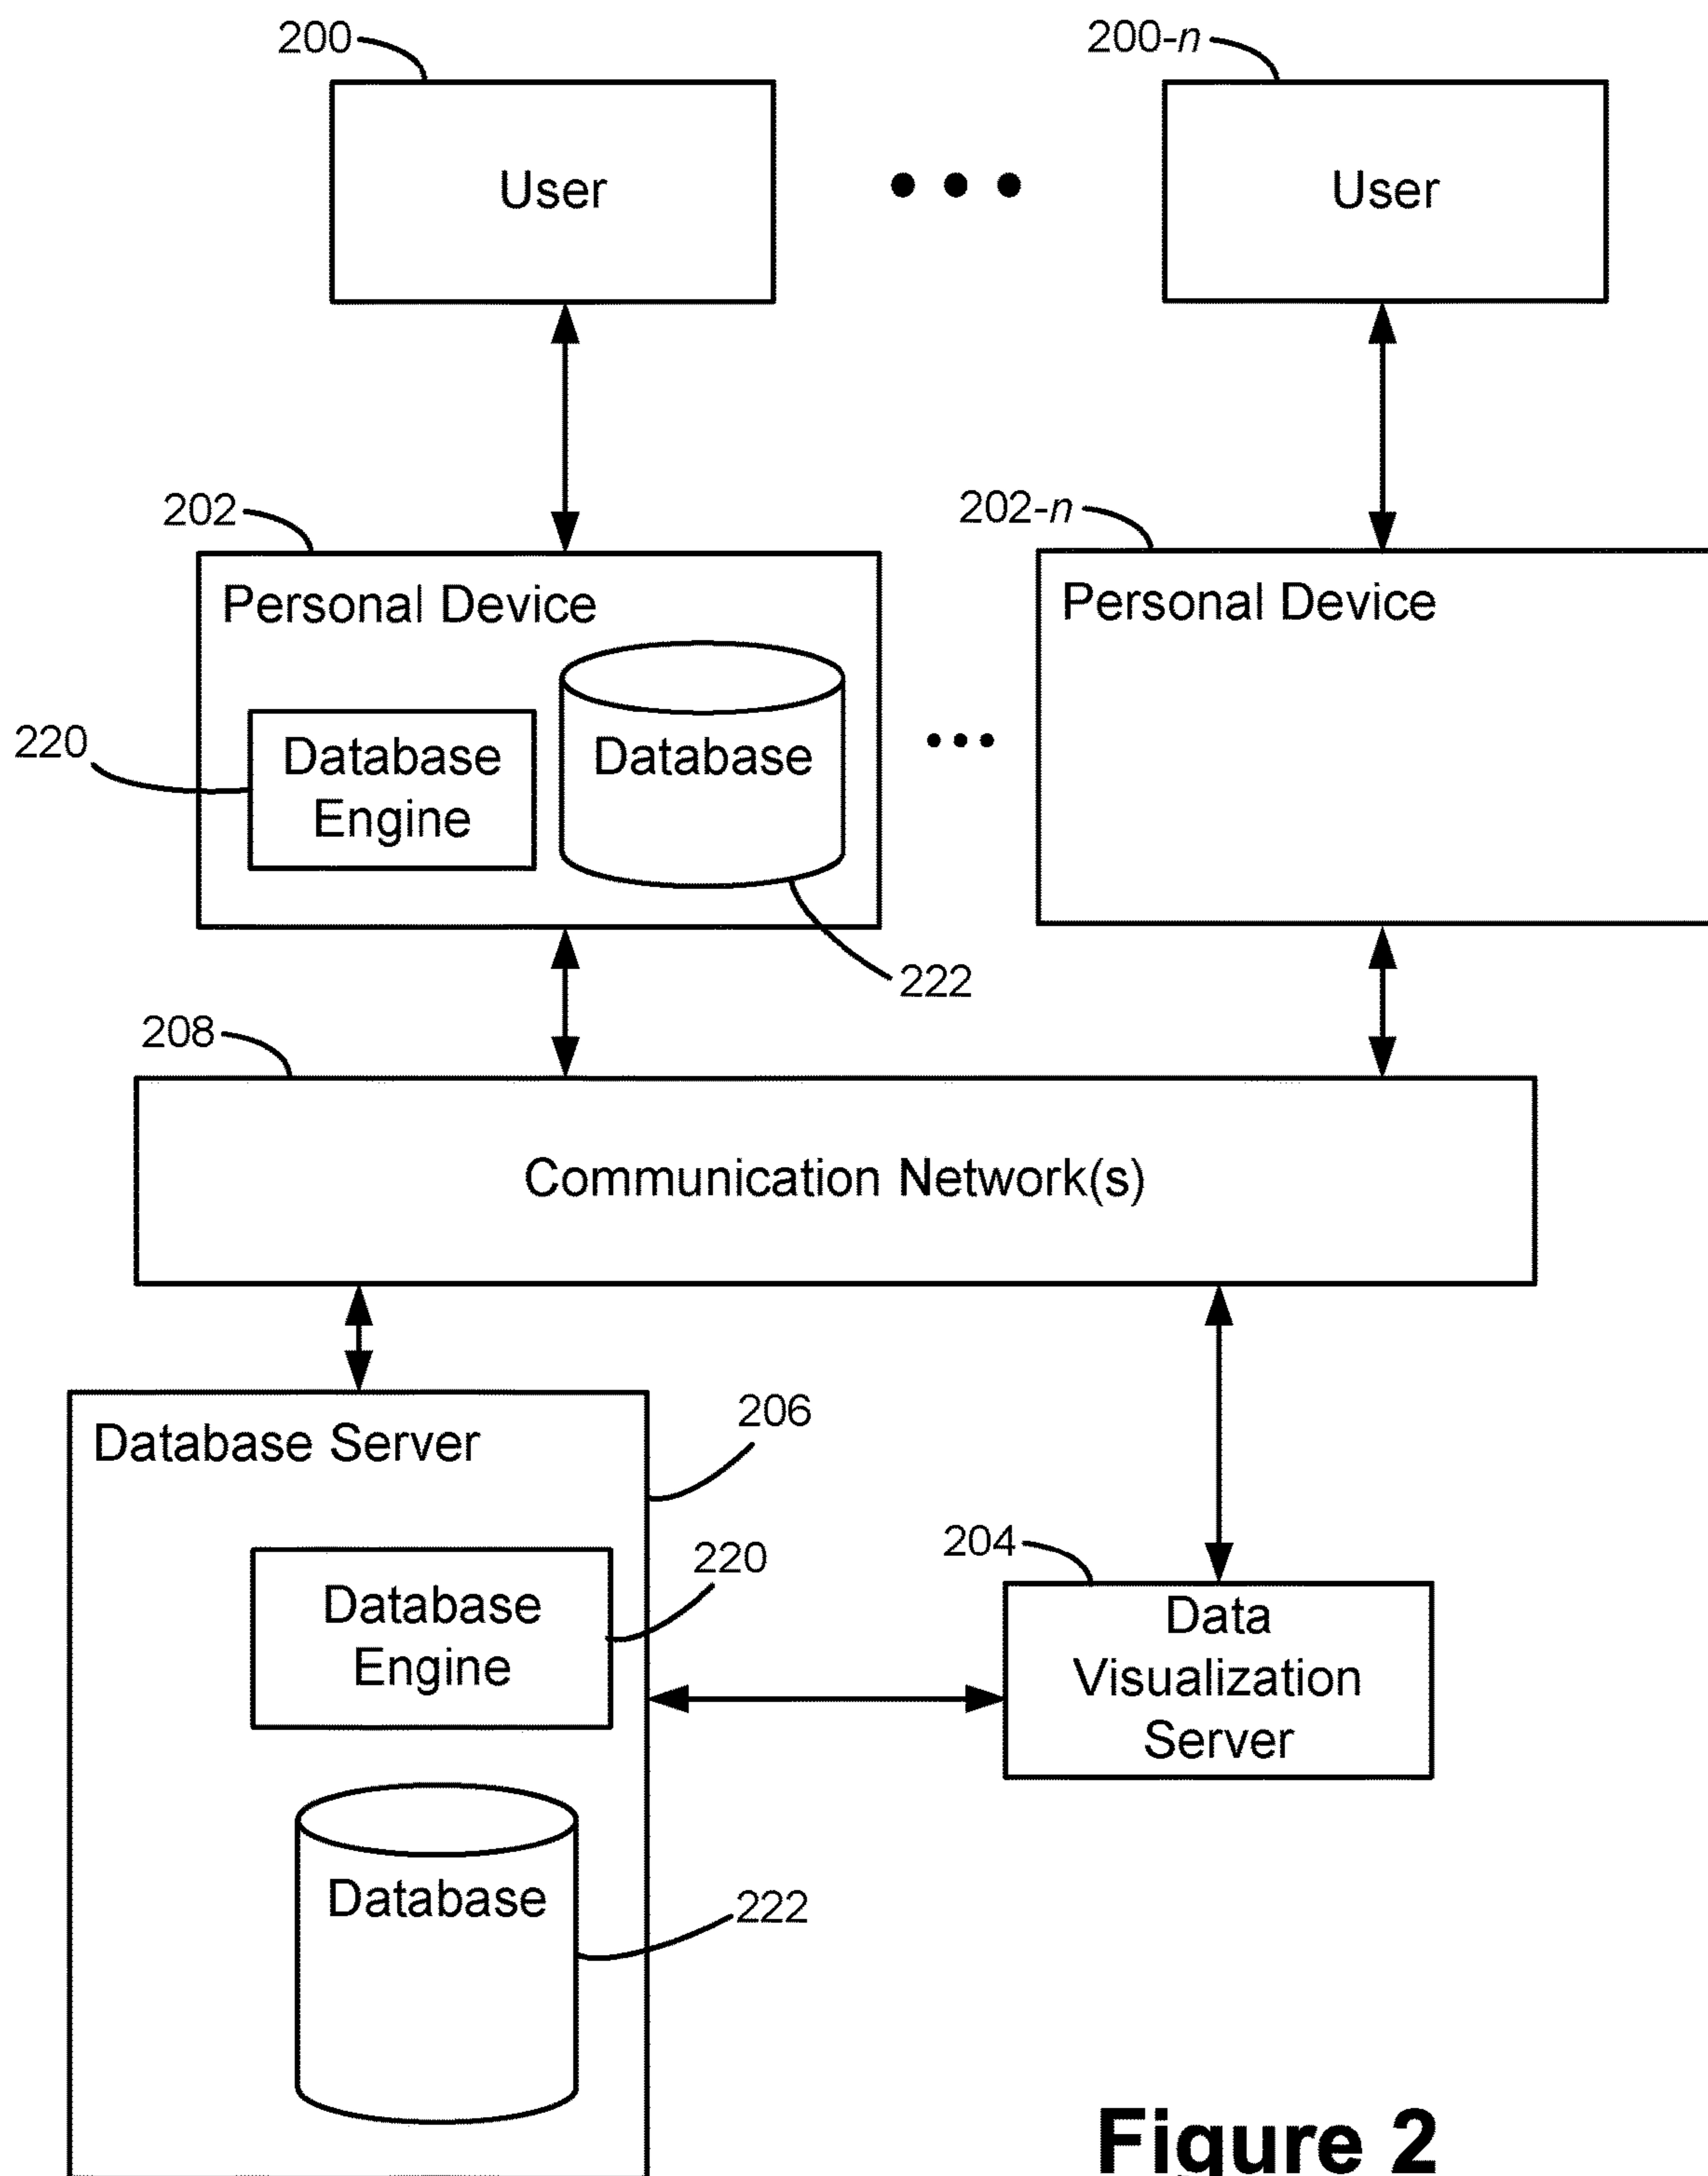 200
200-n
User
User
202
202-n
Personal Device
Personal Device
220
Database
Engine
Database
222
208
Communication Network(s)
206
Database Server
220
204
Database
Engine
Data
Visualization
Server
Database
222
Figure 2